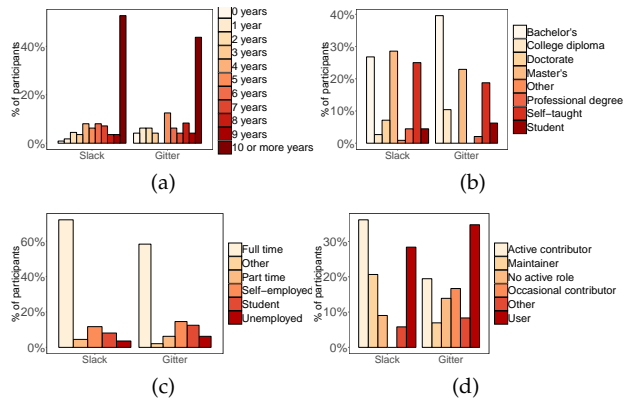 % of participants
40%
20%
0%
Slack
Gitter
0 years
1 year
2 years
3 years
4 years
5 years
6 years
7 years
8 years
9 years
10 or more years
(a)
% of participants
40%
30%
20%
10%
0%
Slack
Gitter
Bachelor's
College diploma
Doctorate
Master's
Other
Professional degree
Self−taught
Student
(b)
% of participants
60%
40%
20%
0%
Slack
Gitter
Full time
Other
Part time
Self−employed
Student
Unemployed
(c)
% of participants
30%
20%
10%
0%
Slack
Gitter
Active contributor
Maintainer
No active role
Occasional contributor
Other
User
(d)